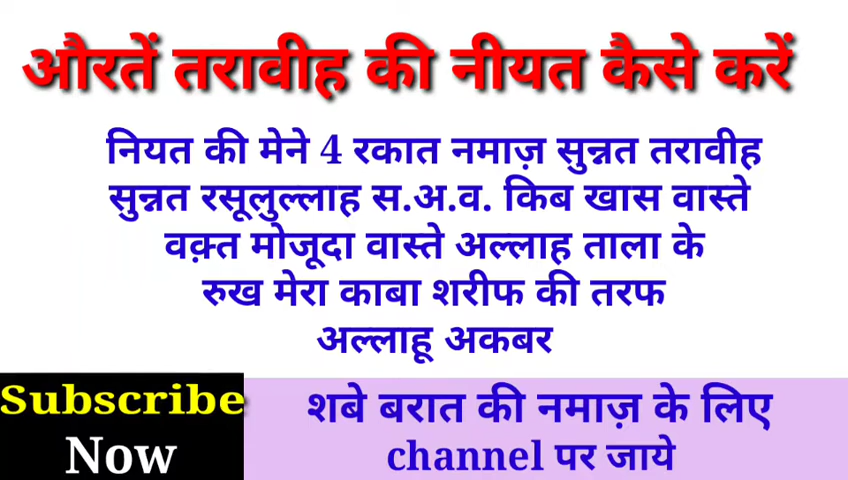 औरतें तरावीह की नीयत कैसे करें
नियत की मेने 4 रकात नमाज़ सुन्नत तरावीह
सुन्नत रसूलुल्लाह स.अ.व. किब खास वास्ते
वक़्त मोजूदा वास्ते अल्लाह ताला के
रुख मेरा काबा शरीफ की तरफ
अल्लाहू अकबर
Subscribe
Now
शबे बरात की नमाज़ के लिए
channel पर जाये